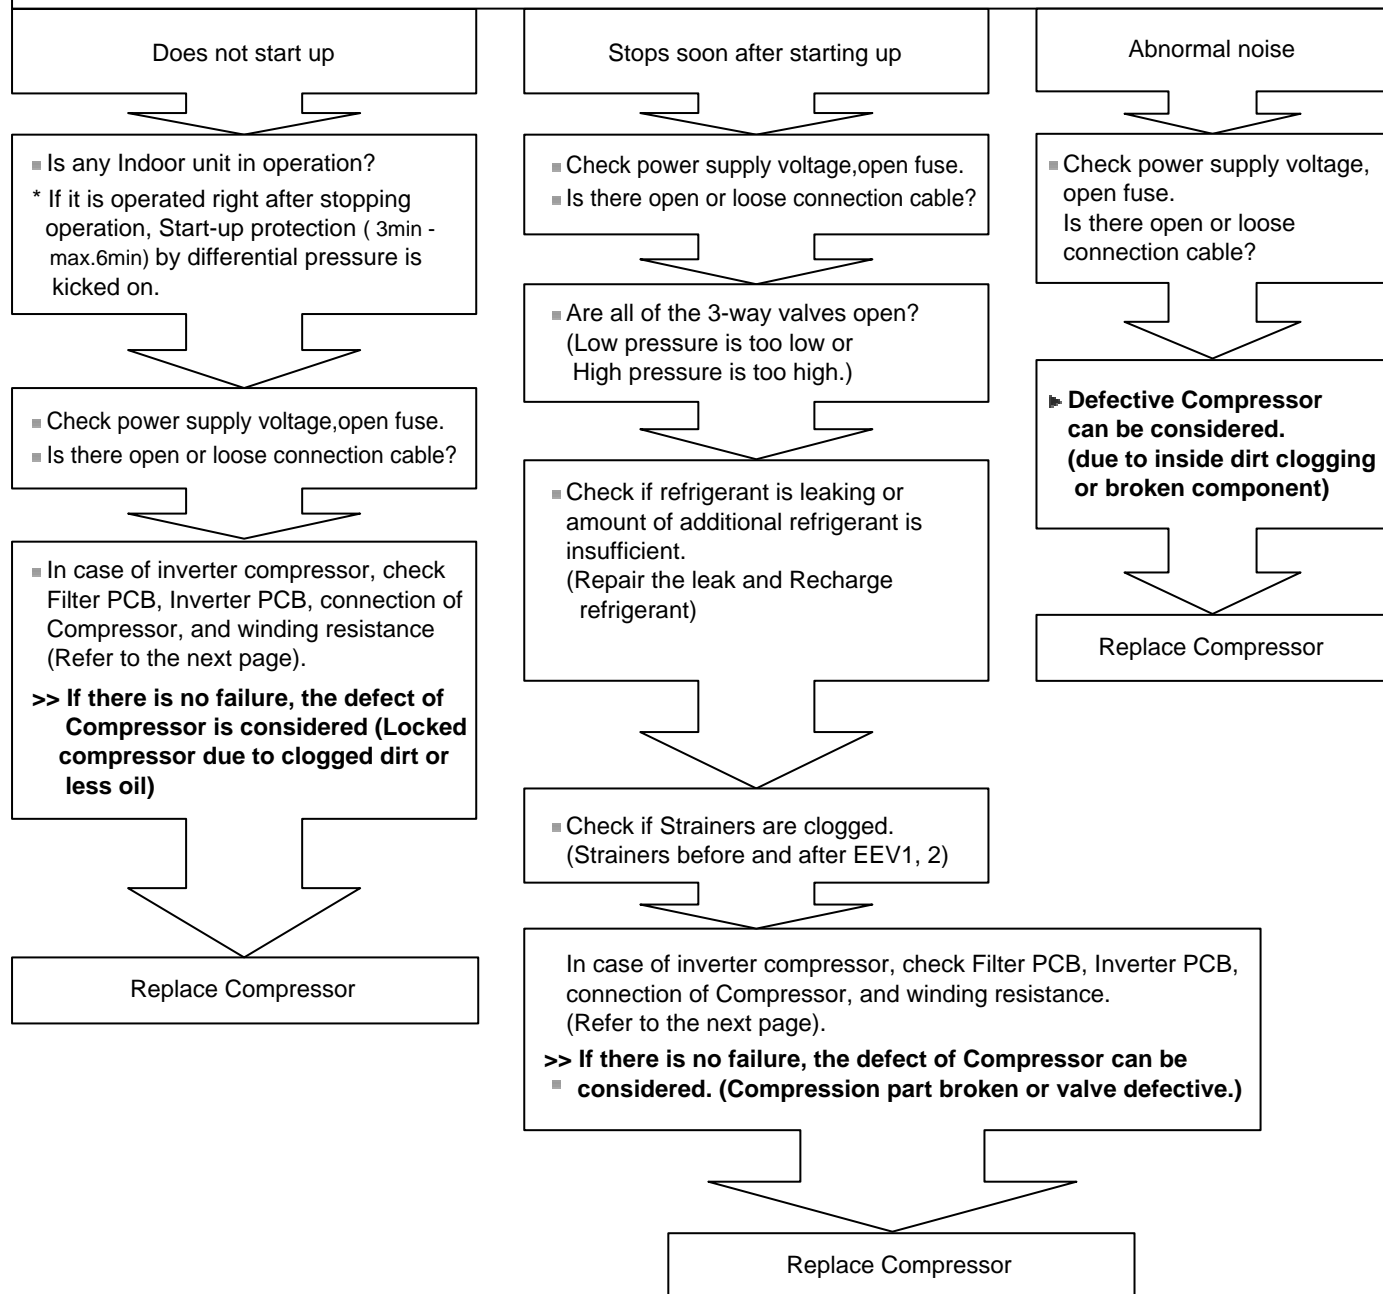 Does not start up
Is any Indoor unit in operation?
* If it is operated right after stopping
operation, Start-up protection ( 3min -
max.6min) by differential pressure is
kicked on.
Check power supply voltage,open fuse.
Is there open or loose connection cable?
In case of inverter compressor, check
Filter PCB, Inverter PCB, connection of
Compressor, and winding resistance
(Refer to the next page).
>> If there is no failure, the defect of
Compressor is considered (Locked
compressor due to clogged dirt or
less oil)
Replace Compressor
Stops soon after starting up
Check power supply voltage,open fuse.
Is there open or loose connection cable?
Are all of the 3-way valves open?
(Low pressure is too low or
High pressure is too high.)
Check if refrigerant is leaking or
amount of additional refrigerant is
insufficient.
(Repair the leak and Recharge
refrigerant)
Check if Strainers are clogged.
(Strainers before and after EEV1, 2)
In case of inverter compressor, check Filter PCB, Inverter PCB,
connection of Compressor, and winding resistance.
(Refer to the next page).
>> If there is no failure, the defect of Compressor can be
considered. (Compression part broken or valve defective.)
Replace Compressor
Abnormal noise
Check power supply voltage,
open fuse.
Is there open or loose
connection cable?
Defective Compressor
can be considered.
(due to inside dirt clogging
or broken component)
Replace Compressor